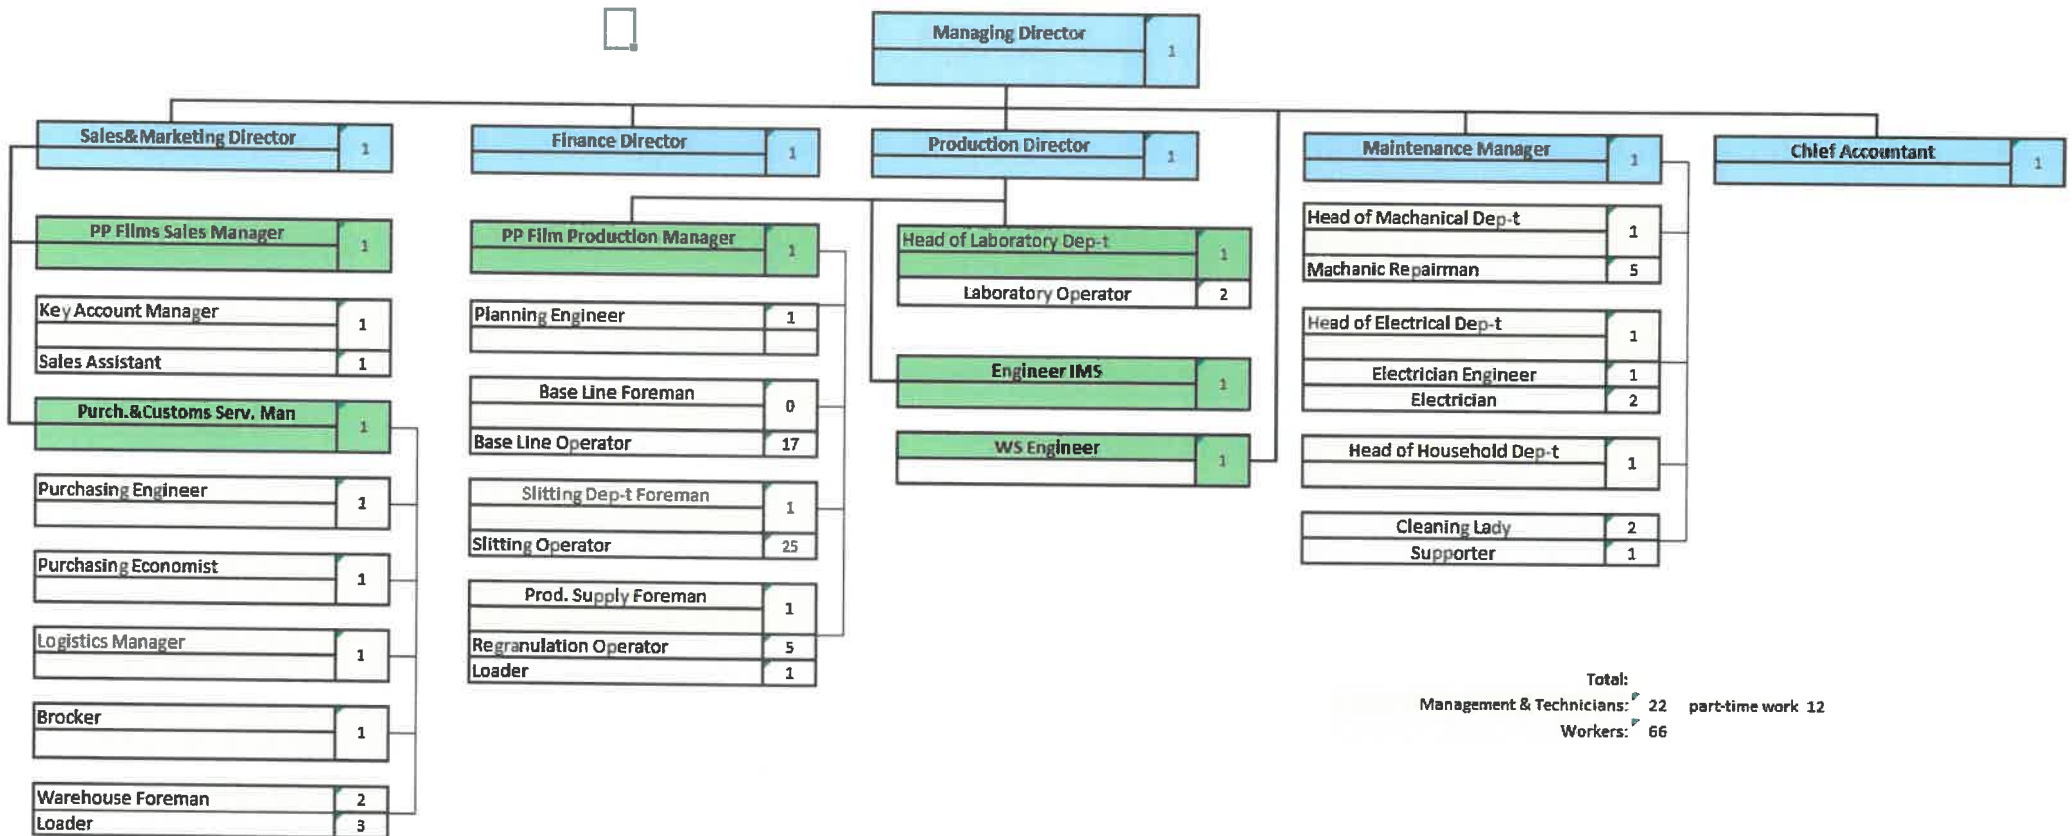 Managing Director 1
Sales&Marketing Director 1
Finance Director 1
Production Director 1
Maintenance Manager 1
Chief Accountant 1
PP Films Sales Manager 1
Key Account Manager 1
Sales Assistant 1
Purch.&Customs Serv. Man 1
Purchasing Engineer 1
Purchasing Economist 1
Logistics Manager 1
Brocker 1
Warehouse Foreman 2
Loader 3
PP Film Production Manager 1
Planning Engineer 1
Base Line Foreman 0
Base Line Operator 17
Slitting Dep-t Foreman 1
Slitting Operator 25
Prod. Supply Foreman 1
Regranulation Operator 5
Loader 1
Head of Laboratory Dep-t 1
Laboratory Operator 2
Engineer IMS 1
WS Engineer 1
Head of Machanical Dep-t 1
Machanic Repairman 5
Head of Electrical Dep-t 1
Electrician Engineer 1
Electrician 2
Head of Household Dep-t 1
Cleaning Lady 2
Supporter 1
Total:
Management & Technicians: 22 part-time work 12
Workers: 66